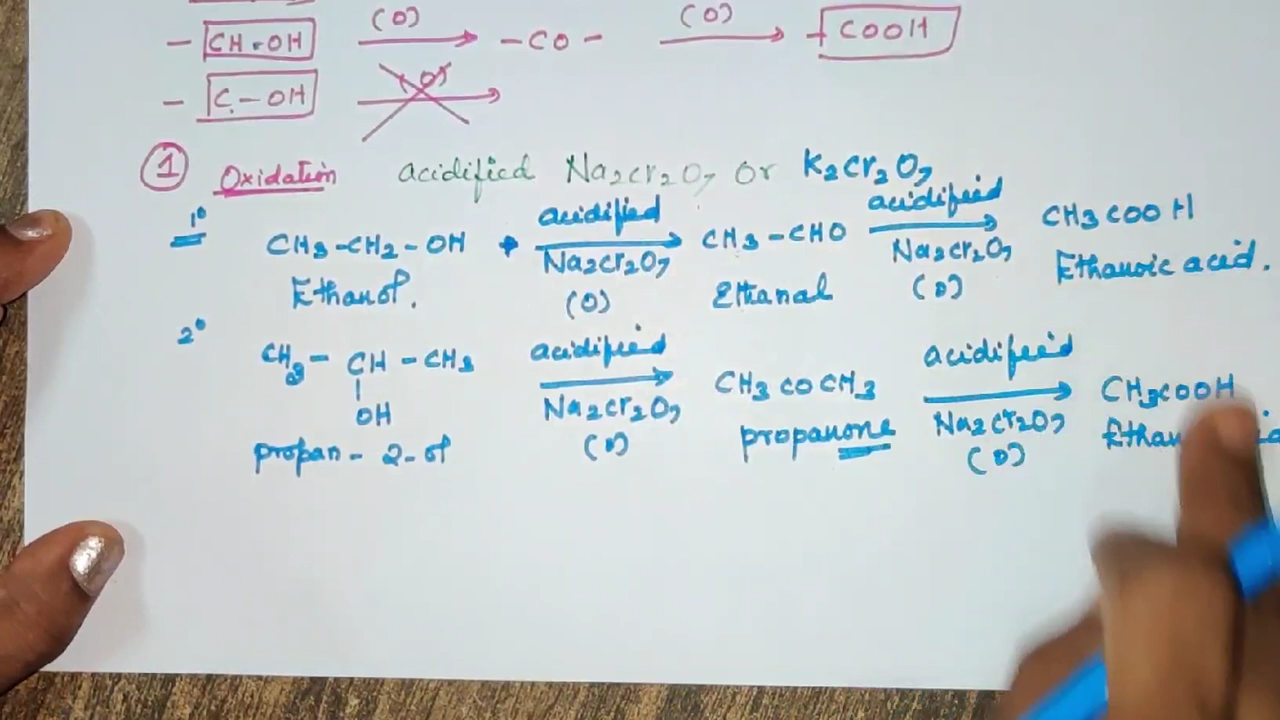 - CH-OH (O) → -CO- (O) → -COOH
- C-OH (O) →
① Oxidation acidified Na2cr2O7 or K2cr2O7
1° CH3-CH2-OH acidified Na2cr2O7 (O) → CH3-CHO acidified Na2cr2O7 (O) → CH3COOH
Ethanol. Ethanal Ethanoic acid.
2° CH3-CH-CH3 acidified Na2cr2O7 (O) → CH3COCH3 acidified Na2cr2O7 (O) → CH3COOH
OH
propan-2-ol propanone